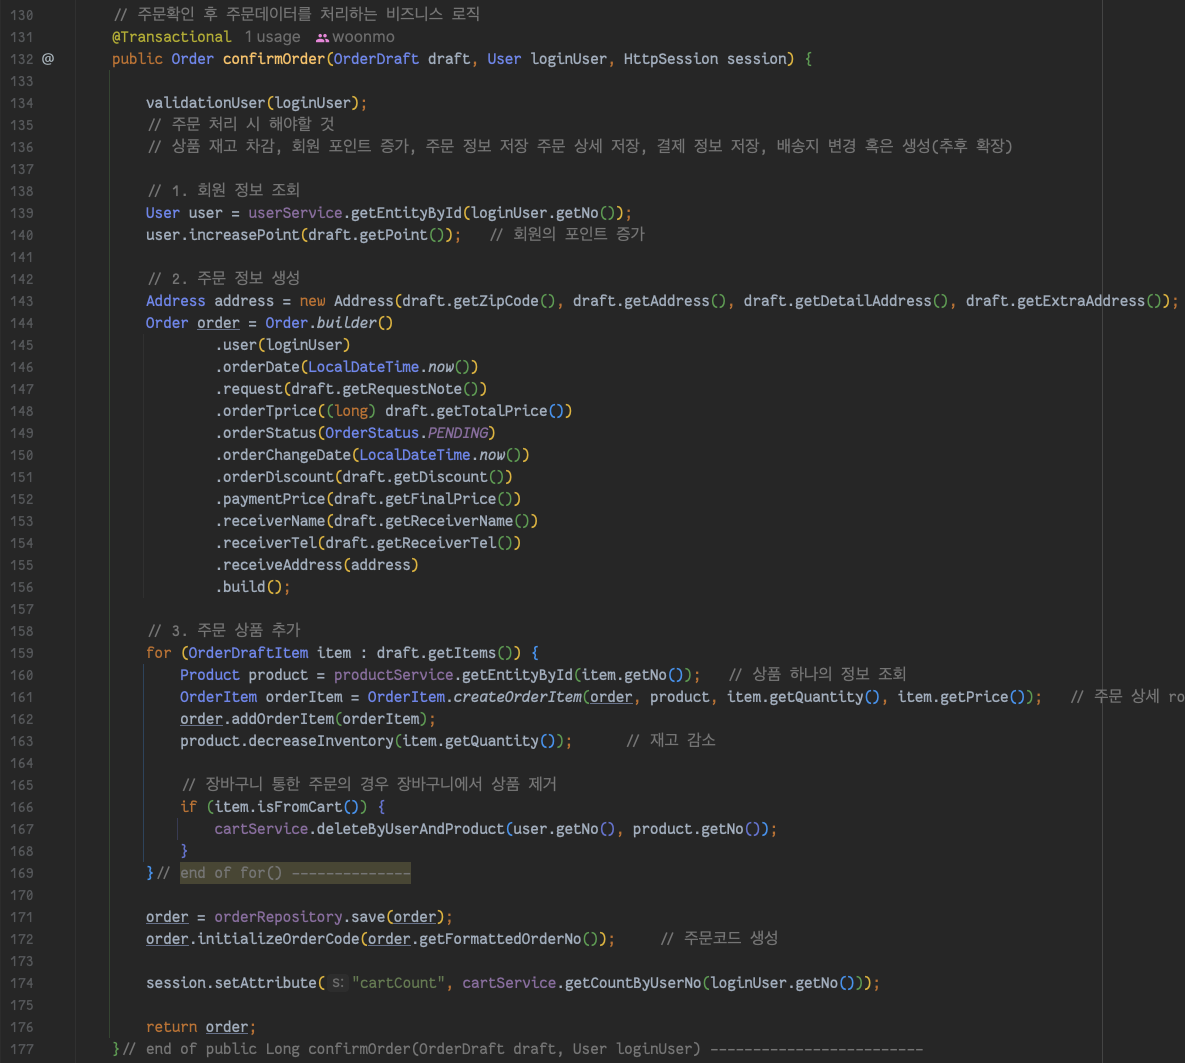 130 // 주문확인 후 주문데이터를 처리하는 비즈니스 로직
131 @Transactional 1 usage woonmo
132 @ public Order confirmOrder(OrderDraft draft, User loginUser, HttpSession session) {
133
134 validationUser(loginUser);
135 // 주문 처리 시 해야할 것
136 // 상품 재고 차감, 회원 포인트 증가, 주문 정보 저장 주문 상세 저장, 결제 정보 저장, 배송지 변경 혹은 생성(추후 확장)
137
138 // 1. 회원 정보 조회
139 User user = userService.getEntityById(loginUser.getNo());
140 user.increasePoint(draft.getPoint()); // 회원의 포인트 증가
141
142 // 2. 주문 정보 생성
143 Address address = new Address(draft.getZipCode(), draft.getAddress(), draft.getDetailAddress(), draft.getExtraAddress());
144 Order order = Order.builder()
145 .user(loginUser)
146 .orderDate(LocalDateTime.now())
147 .request(draft.getRequestNote())
148 .orderTprice((long) draft.getTotalPrice())
149 .orderStatus(OrderStatus.PENDING)
150 .orderChangeDate(LocalDateTime.now())
151 .orderDiscount(draft.getDiscount())
152 .paymentPrice(draft.getFinalPrice())
153 .receiverName(draft.getReceiverName())
154 .receiverTel(draft.getReceiverTel())
155 .receiveAddress(address)
156 .build();
157
158 // 3. 주문 상품 추가
159 for (OrderDraftItem item : draft.getItems()) {
160 Product product = productService.getEntityById(item.getNo()); // 상품 하나의 정보 조회
161 OrderItem orderItem = OrderItem.createOrderItem(order, product, item.getQuantity(), item.getPrice()); // 주문 상세 ro
162 order.addOrderItem(orderItem);
163 product.decreaseInventory(item.getQuantity()); // 재고 감소
164
165 // 장바구니 통한 주문의 경우 장바구니에서 상품 제거
166 if (item.isFromCart()) {
167 cartService.deleteByUserAndProduct(user.getNo(), product.getNo());
168 }
169 }// end of for() --------------
170
171 order = orderRepository.save(order);
172 order.initializeOrderCode(order.getFormattedOrderNo()); // 주문코드 생성
173
174 session.setAttribute( s: "cartCount", cartService.getCountByUserNo(loginUser.getNo()));
175
176 return order;
177 }// end of public Long confirmOrder(OrderDraft draft, User loginUser) -------------------------